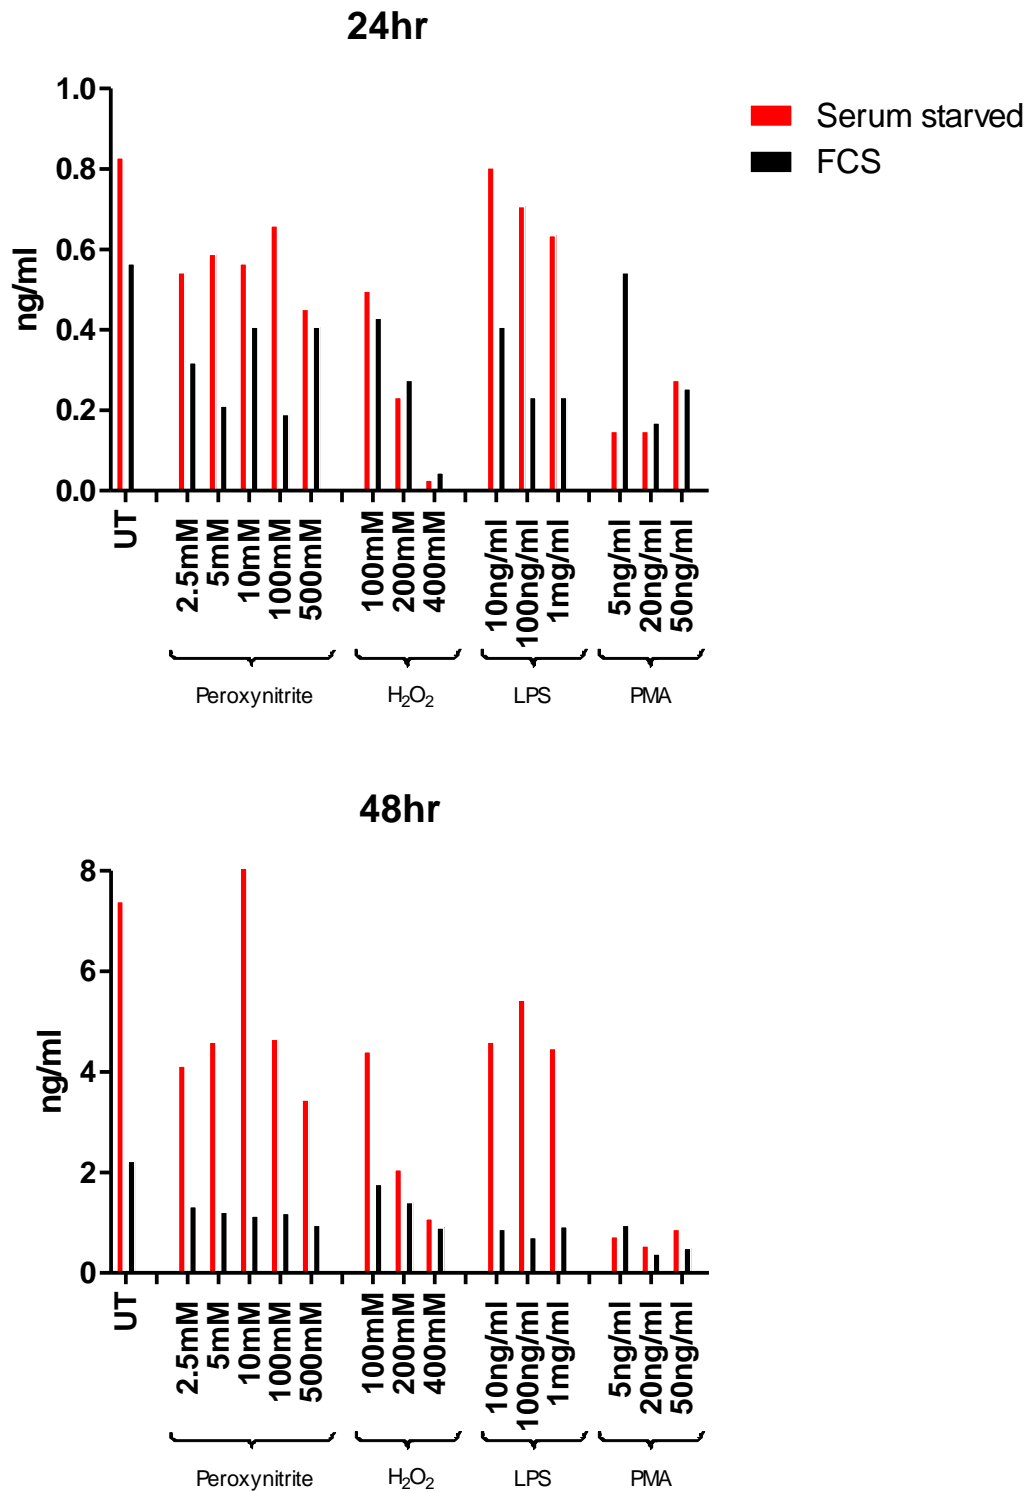 24hr
Serum starved
FCS
ng/ml
1.0
0.8
0.6
0.4
0.2
0.0
UT
2.5mM
5mM
10mM
100mM
500mM
100mM
200mM
400mM
10ng/ml
100ng/ml
1mg/ml
5ng/ml
20ng/ml
50ng/ml
Peroxynitrite
H₂O₂
LPS
PMA
48hr
ng/ml
8
6
4
2
0
UT
2.5mM
5mM
10mM
100mM
500mM
100mM
200mM
400mM
10ng/ml
100ng/ml
1mg/ml
5ng/ml
20ng/ml
50ng/ml
Peroxynitrite
H₂O₂
LPS
PMA